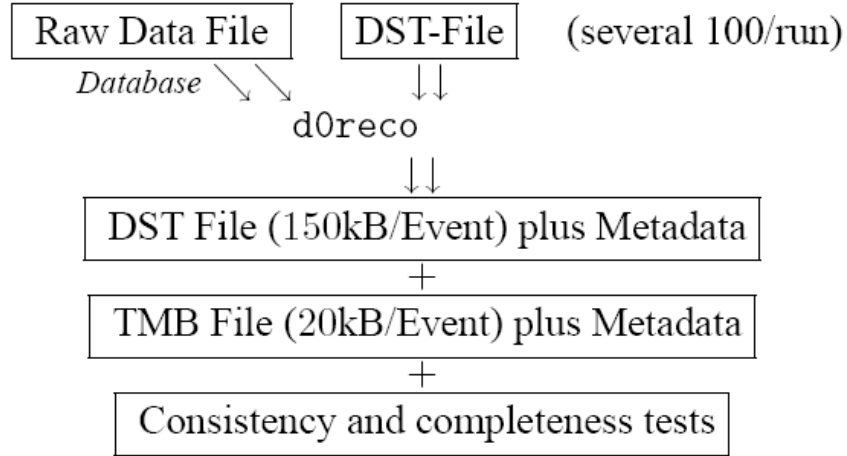 Raw Data File DST-File (several 100/run)
Database
d0reco
DST File (150kB/Event) plus Metadata
+
TMB File (20kB/Event) plus Metadata
+
Consistency and completeness tests